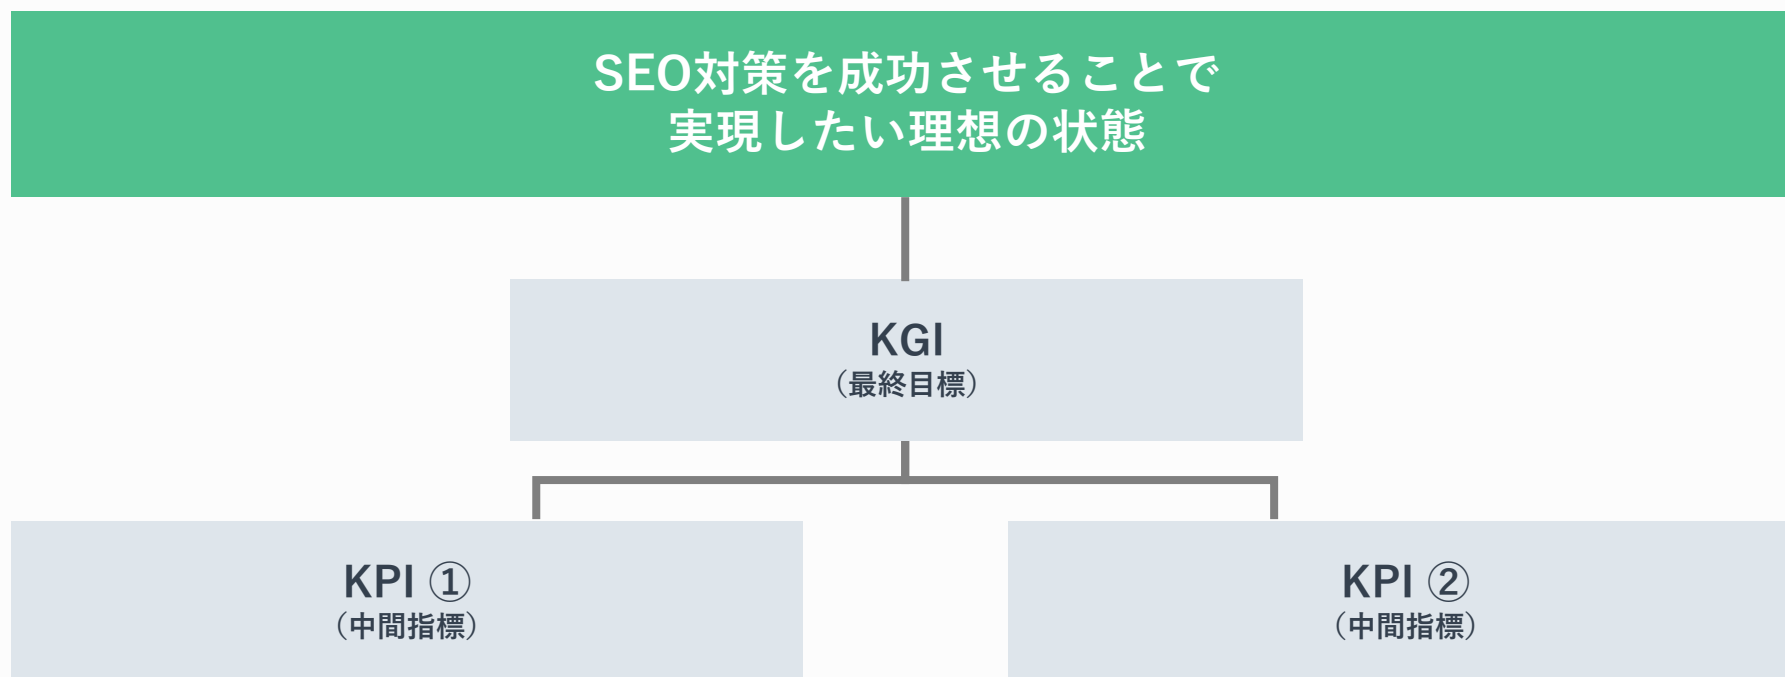 SEO対策を成功させることで
実現したい理想の状態
KGI
（最終目標）
KPI ①
（中間指標）
KPI ②
（中間指標）